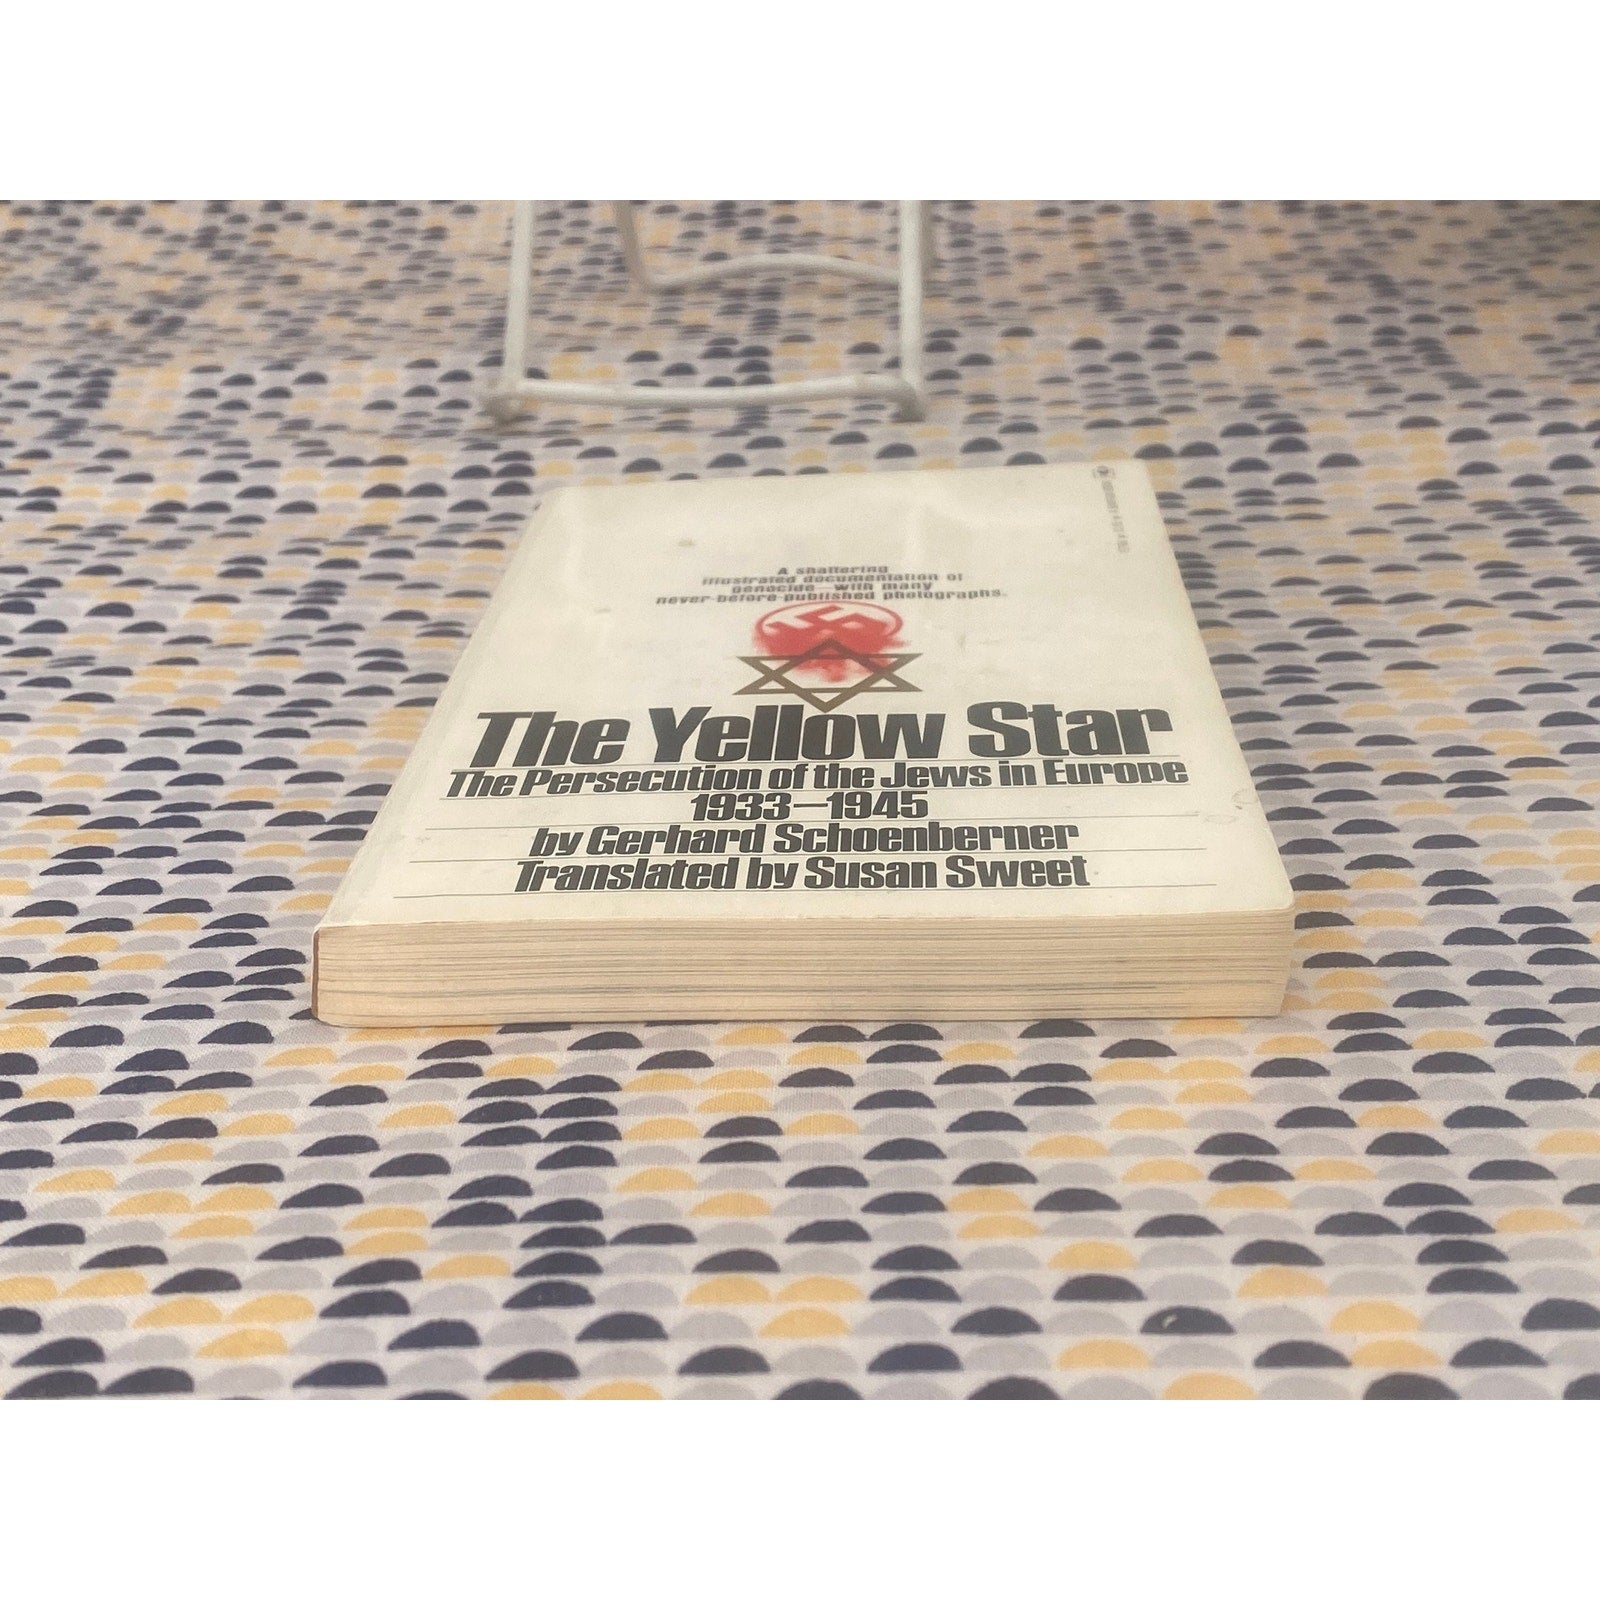 A shattering
illustrated documentation of
genocide—with many
never-before-published photographs.
The Yellow Star
The Persecution of the Jews in Europe
1933—1945
by Gerhard Schoenberner
Translated by Susan Sweet